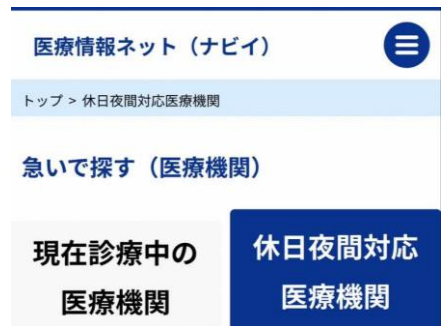 医療情報ネット（ナビイ）
トップ > 休日夜間対応医療機関
急いで探す（医療機関）
現在診療中の
医療機関
休日夜間対応
医療機関